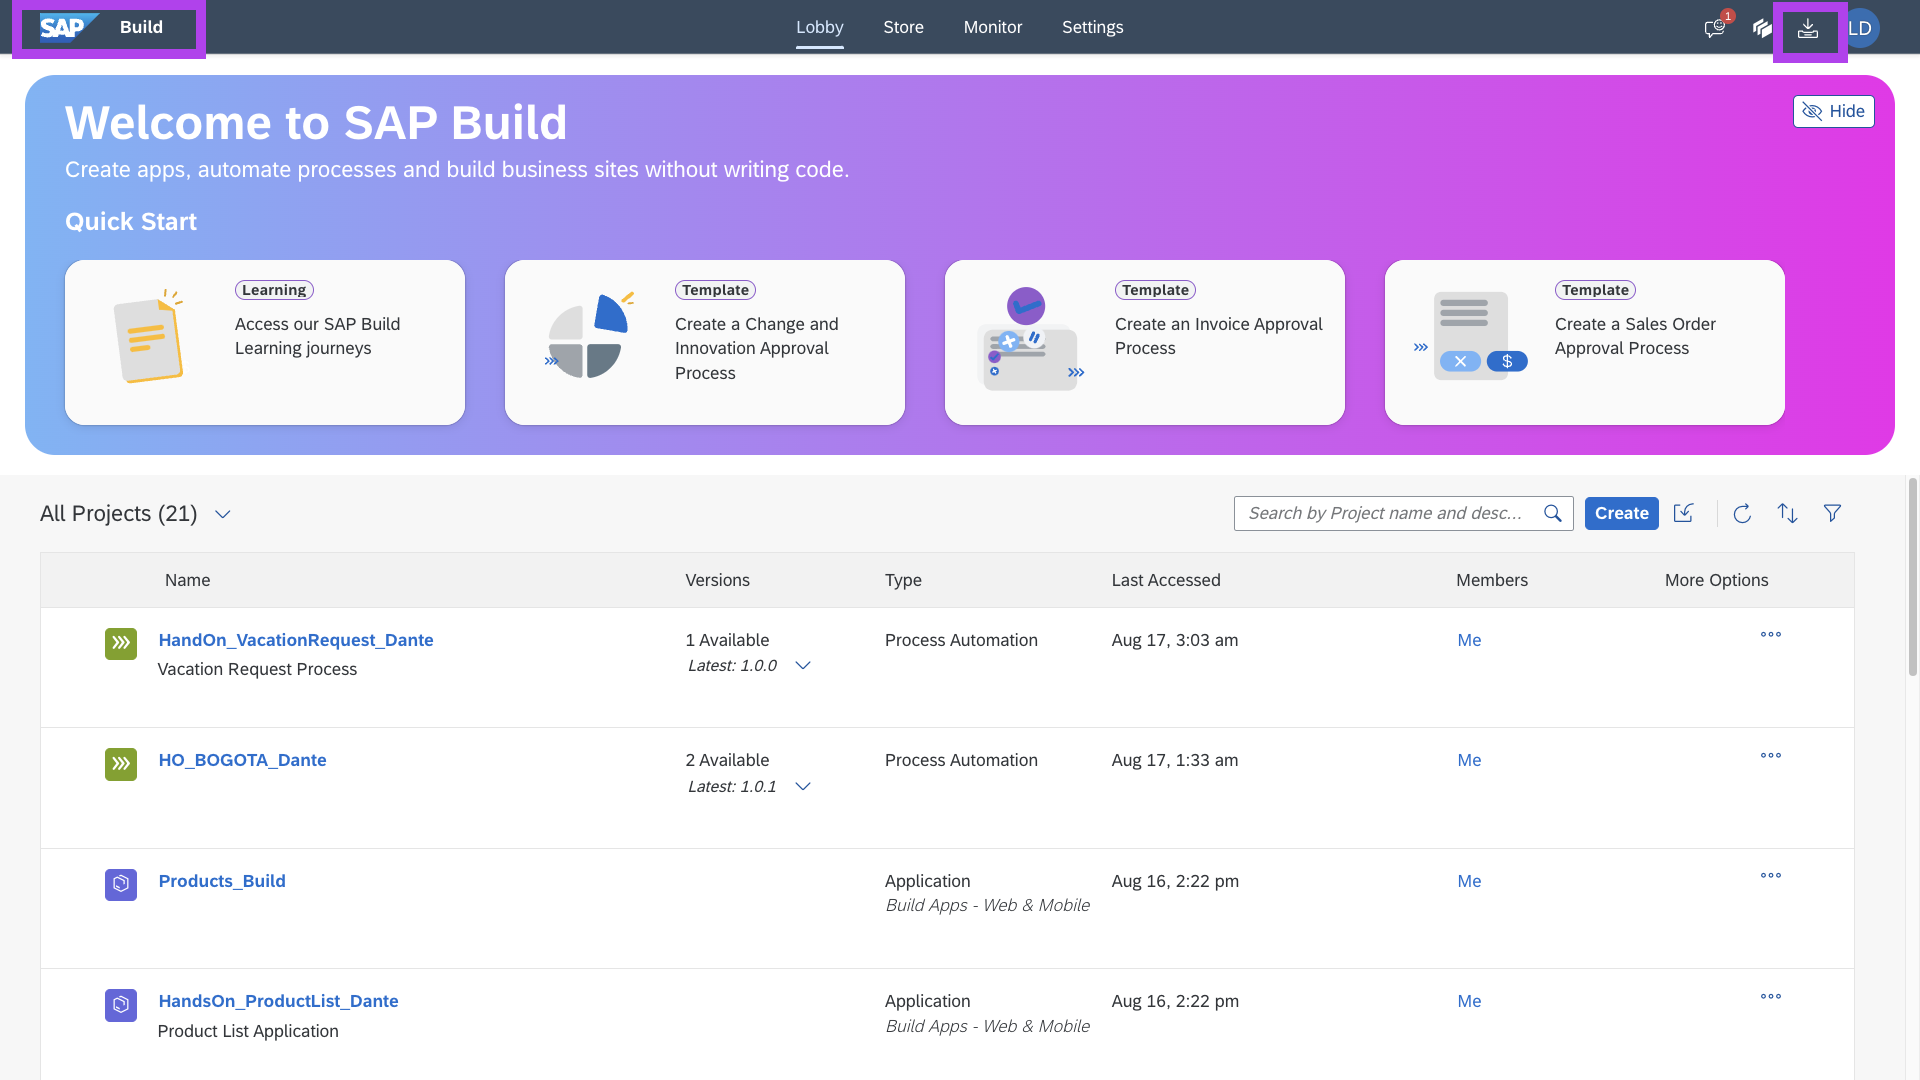 SAP Build
Lobby Store Monitor Settings
1
LD
Welcome to SAP Build
Hide
Create apps, automate processes and build business sites without writing code.
Quick Start
Learning
Access our SAP Build
Learning journeys
Template
Create a Change and
Innovation Approval
Process
Template
Create an Invoice Approval
Process
Template
Create a Sales Order
Approval Process
$
All Projects (21)
Search by Project name and desc...
Create
Name Versions Type Last Accessed Members More Options
HandOn_VacationRequest_Dante 1 Available Process Automation Aug 17, 3:03 am Me
Vacation Request Process Latest: 1.0.0
HO_BOGOTA_Dante 2 Available Process Automation Aug 17, 1:33 am Me
Latest: 1.0.1
Products_Build Application Aug 16, 2:22 pm Me
Build Apps - Web & Mobile
HandsOn_ProductList_Dante Application Aug 16, 2:22 pm Me
Product List Application Build Apps - Web & Mobile